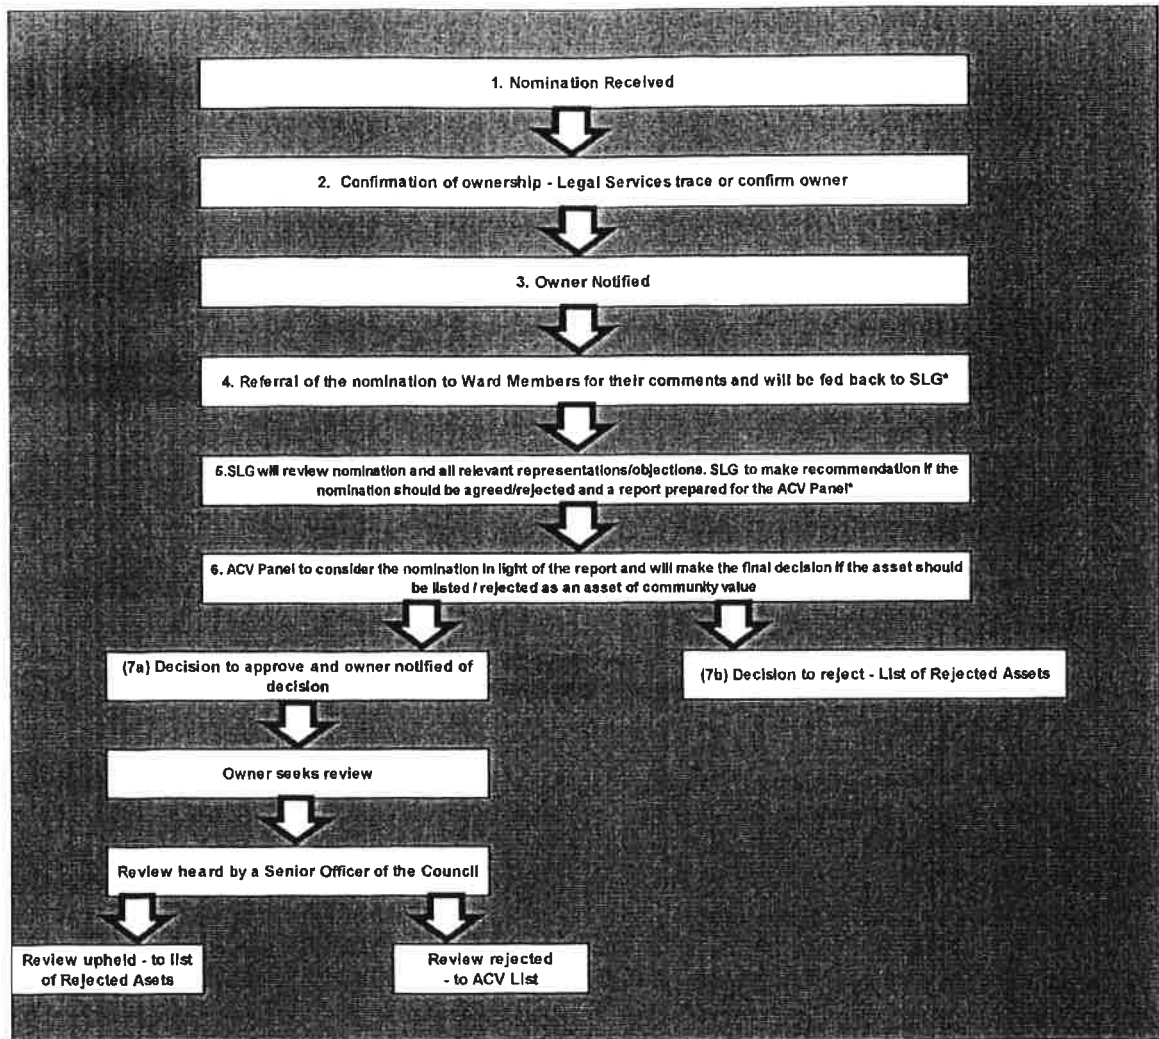 1. Nomination Received
2. Confirmation of ownership - Legal Services trace or confirm owner
3. Owner Notified
4. Referral of the nomination to Ward Members for their comments and will be fed back to SLG*
5.SLG will review nomination and all relevant representations/objections. SLG to make recommendation if the
nomination should be agreed/rejected and a report prepared for the ACV Panel*
6. ACV Panel to consider the nomination in light of the report and will make the final decision if the asset should
be listed / rejected as an asset of community value
(7a) Decision to approve and owner notified of
decision
(7b) Decision to reject - List of Rejected Assets
Owner seeks review
Review heard by a Senior Officer of the Council
Review upheld - to list
of Rejected Asets
Review rejected
- to ACV List